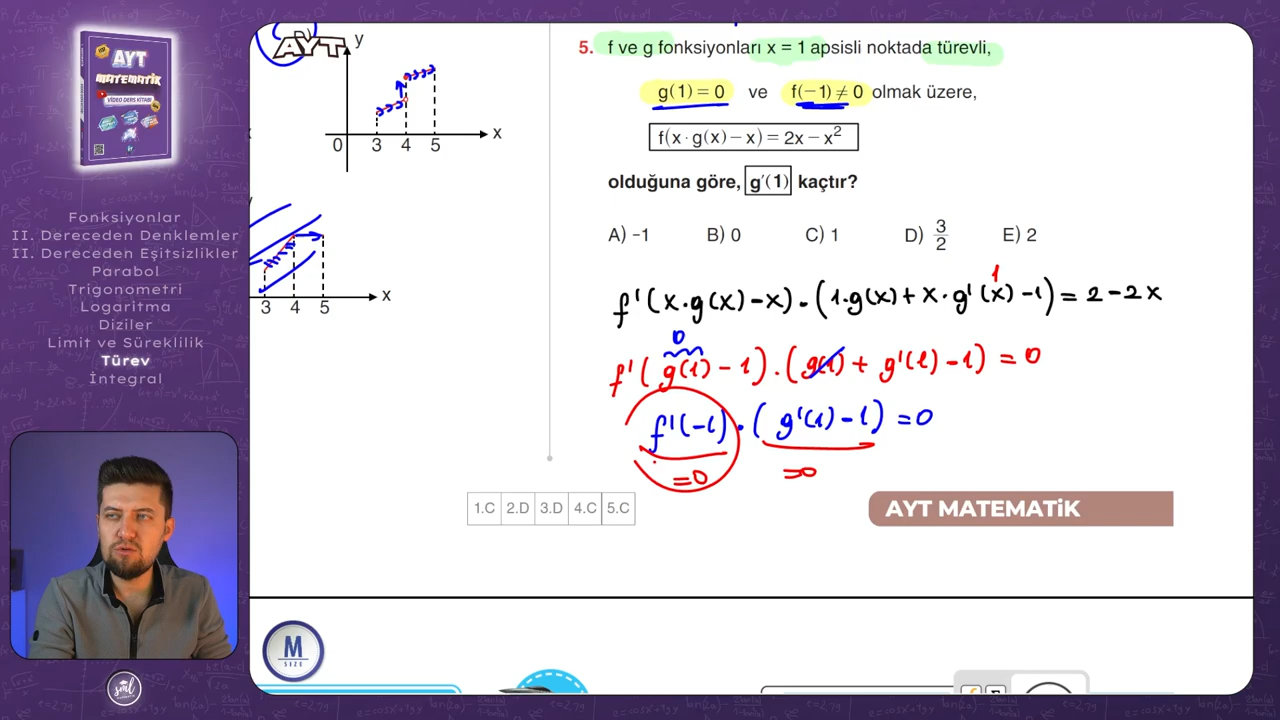 AYT
MATEMATİK
VİDEO DERS KİTABI
Fonksiyonlar
II. Dereceden Denklemler
II. Dereceden Eşitsizlikler
Parabol
Trigonometri
Logaritma
Diziler
Limit ve Süreklilik
Türev
İntegral
sml
AYT
y
x
0 3 4 5
x
3 4 5
5. f ve g fonksiyonları x = 1 apsisli noktada türevli,
g(1) = 0 ve f(−1) ≠ 0 olmak üzere,
f(x · g(x) − x) = 2x − x²
olduğuna göre, g′(1) kaçtır?
A) −1 B) 0 C) 1 D) 3/2 E) 2
1
f'(x·g(x)−x)·(1·g(x)+x·g'(x)−1)=2−2x
0
f'(g(1)−1)·(g(1)+g'(1)−1)=0
f'(−1)·(g'(1)−1)=0
=0 =0
1.C 2.D 3.D 4.C 5.C
AYT MATEMATİK
M
SIZE